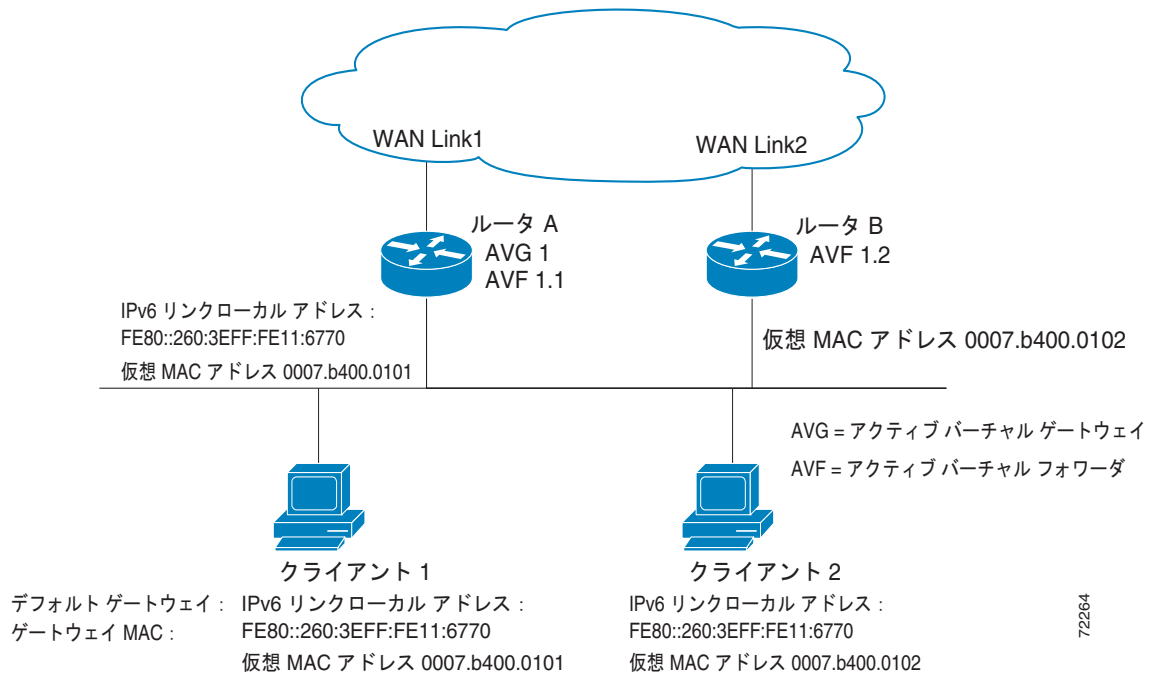 WAN Link1
WAN Link2
ルータ A
AVG 1
AVF 1.1
ルータ B
AVF 1.2
IPv6 リンクローカル アドレス：
FE80::260:3EFF:FE11:6770
仮想 MAC アドレス 0007.b400.0101
仮想 MAC アドレス 0007.b400.0102
AVG = アクティブ バーチャル ゲートウェイ
AVF = アクティブ バーチャル フォワーダ
クライアント 1
クライアント 2
デフォルト ゲートウェイ： IPv6 リンクローカル アドレス：
ゲートウェイ MAC： FE80::260:3EFF:FE11:6770
仮想 MAC アドレス 0007.b400.0101
IPv6 リンクローカル アドレス：
FE80::260:3EFF:FE11:6770
仮想 MAC アドレス 0007.b400.0102
72264